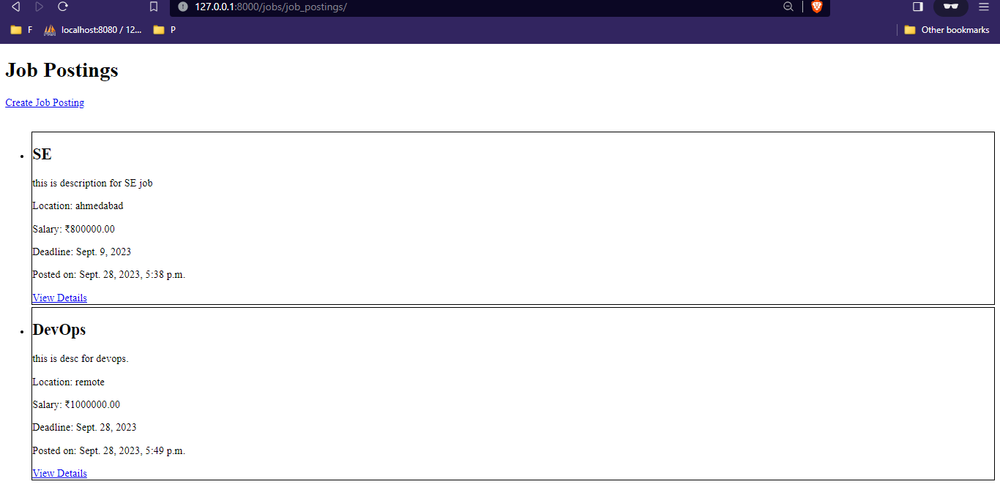 127.0.0.1:8000/jobs/job_postings/
F localhost:8080 / 12... P Other bookmarks
Job Postings
Create Job Posting
SE
this is description for SE job
Location: ahmedabad
Salary: ₹800000.00
Deadline: Sept. 9, 2023
Posted on: Sept. 28, 2023, 5:38 p.m.
View Details
DevOps
this is desc for devops.
Location: remote
Salary: ₹1000000.00
Deadline: Sept. 28, 2023
Posted on: Sept. 28, 2023, 5:49 p.m.
View Details